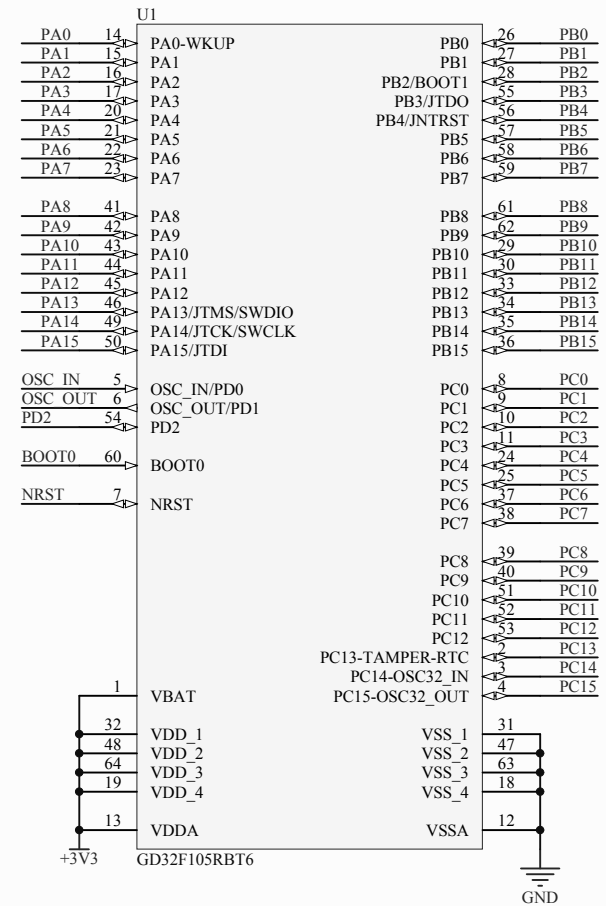 U1
PA0 14 PA0-WKUP PB0 26 PB0
PA1 15 PA1 PB1 27 PB1
PA2 16 PA2 PB2/BOOT1 28 PB2
PA3 17 PA3 PB3/JTDO 55 PB3
PA4 20 PA4 PB4/JNTRST 56 PB4
PA5 21 PA5 PB5 57 PB5
PA6 22 PA6 PB6 58 PB6
PA7 23 PA7 PB7 59 PB7
PA8 41 PA8 PB8 61 PB8
PA9 42 PA9 PB9 62 PB9
PA10 43 PA10 PB10 29 PB10
PA11 44 PA11 PB11 30 PB11
PA12 45 PA12 PB12 33 PB12
PA13 46 PA13/JTMS/SWDIO PB13 34 PB13
PA14 49 PA14/JTCK/SWCLK PB14 35 PB14
PA15 50 PA15/JTDI PB15 36 PB15
OSC_IN 5 OSC_IN/PD0 PC0 8 PC0
OSC_OUT 6 OSC_OUT/PD1 PC1 9 PC1
PD2 54 PD2 PC2 10 PC2
PC3 11 PC3
BOOT0 60 BOOT0 PC4 24 PC4
PC5 25 PC5
NRST 7 NRST PC6 37 PC6
PC7 38 PC7
PC8 39 PC8
PC9 40 PC9
PC10 51 PC10
PC11 52 PC11
PC12 53 PC12
PC13-TAMPER-RTC 2 PC13
PC14-OSC32_IN 3 PC14
1 VBAT PC15-OSC32_OUT 4 PC15
32 VDD_1 VSS_1 31
48 VDD_2 VSS_2 47
64 VDD_3 VSS_3 63
19 VDD_4 VSS_4 18
13 VDDA VSSA 12
+3V3 GD32F105RBT6
GND